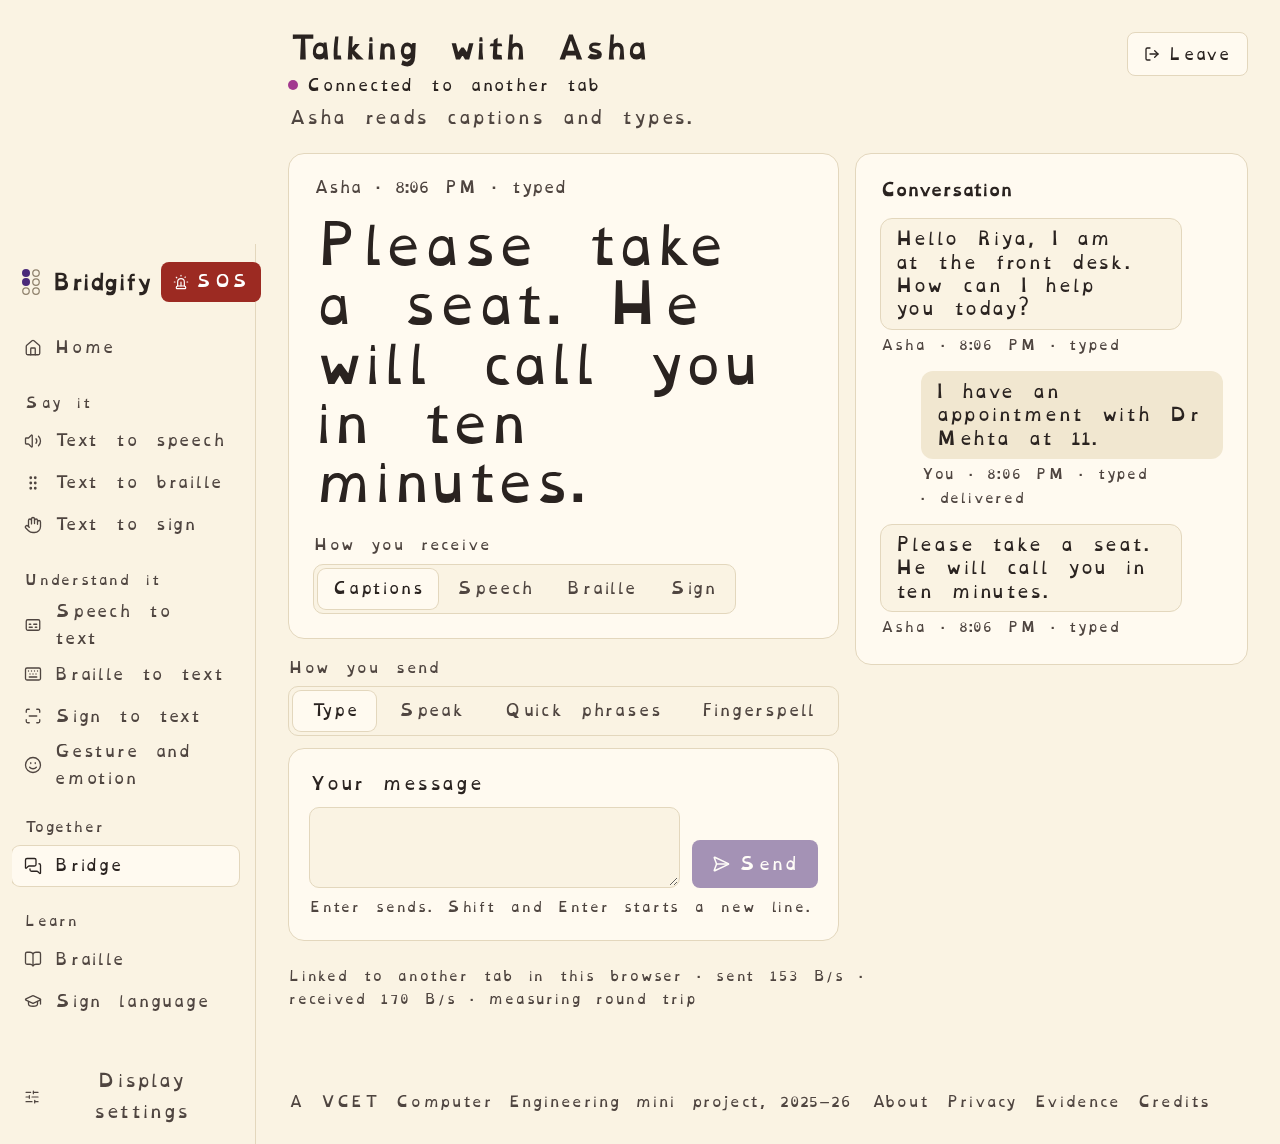 Bridgify
SOS
Home
Say it
Text to speech
Text to braille
Text to sign
Understand it
Speech to
text
Braille to text
Sign to text
Gesture and
emotion
Together
Bridge
Learn
Braille
Sign language
Display
settings
Talking with Asha
Connected to another tab
Asha reads captions and types.
Leave
Asha · 8:06 PM · typed
Please take
a seat. He
will call you
in ten
minutes.
How you receive
Captions Speech Braille Sign
How you send
Type Speak Quick phrases Fingerspell
Your message
Send
Enter sends. Shift and Enter starts a new line.
Linked to another tab in this browser · sent 153 B/s ·
received 170 B/s · measuring round trip
Conversation
Hello Riya, I am
at the front desk.
How can I help
you today?
Asha · 8:06 PM · typed
I have an
appointment with Dr
Mehta at 11.
You · 8:06 PM · typed
· delivered
Please take a seat.
He will call you in
ten minutes.
Asha · 8:06 PM · typed
A VCET Computer Engineering mini project, 2025–26 About Privacy Evidence Credits